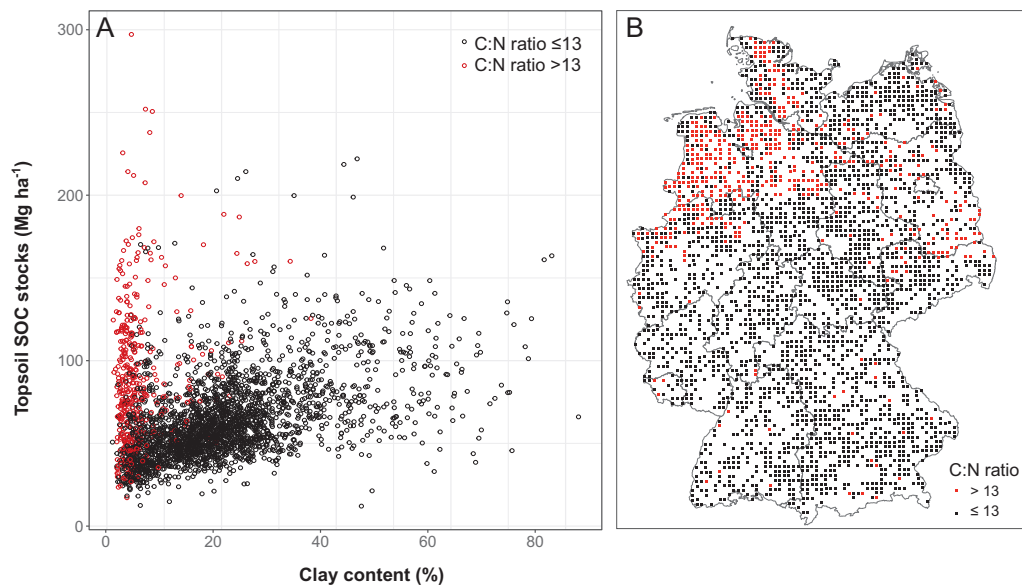 A
C:N ratio ≤13
C:N ratio >13
300
200
100
0
Topsoil SOC stocks (Mg ha⁻¹)
0
20
40
60
80
Clay content (%)
B
C:N ratio
> 13
≤ 13